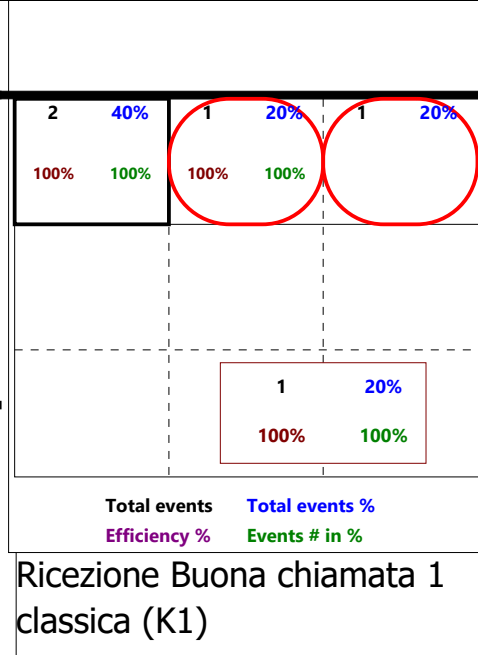 2 40% 1 20% 1 20%
100% 100% 100% 100%
1 20%
100% 100%
Total events Total events %
Efficiency % Events # in %
Ricezione Buona chiamata 1
classica (K1)